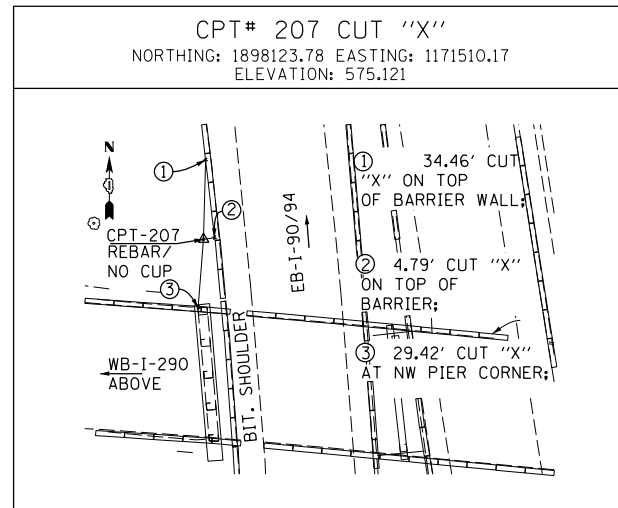 CPT# 207 CUT "X"
NORTHING: 1898123.78 EASTING: 1171510.17
ELEVATION: 575.121
N
1
2
3
CPT-207
REBAR/
NO CUP
WB-I-290
ABOVE
BIT. SHOULDER
EB-I-90/94
1 34.46' CUT
"X" ON TOP
OF BARRIER WALL;
2 4.79' CUT "X"
ON TOP OF
BARRIER;
3 29.42' CUT "X"
AT NW PIER CORNER;